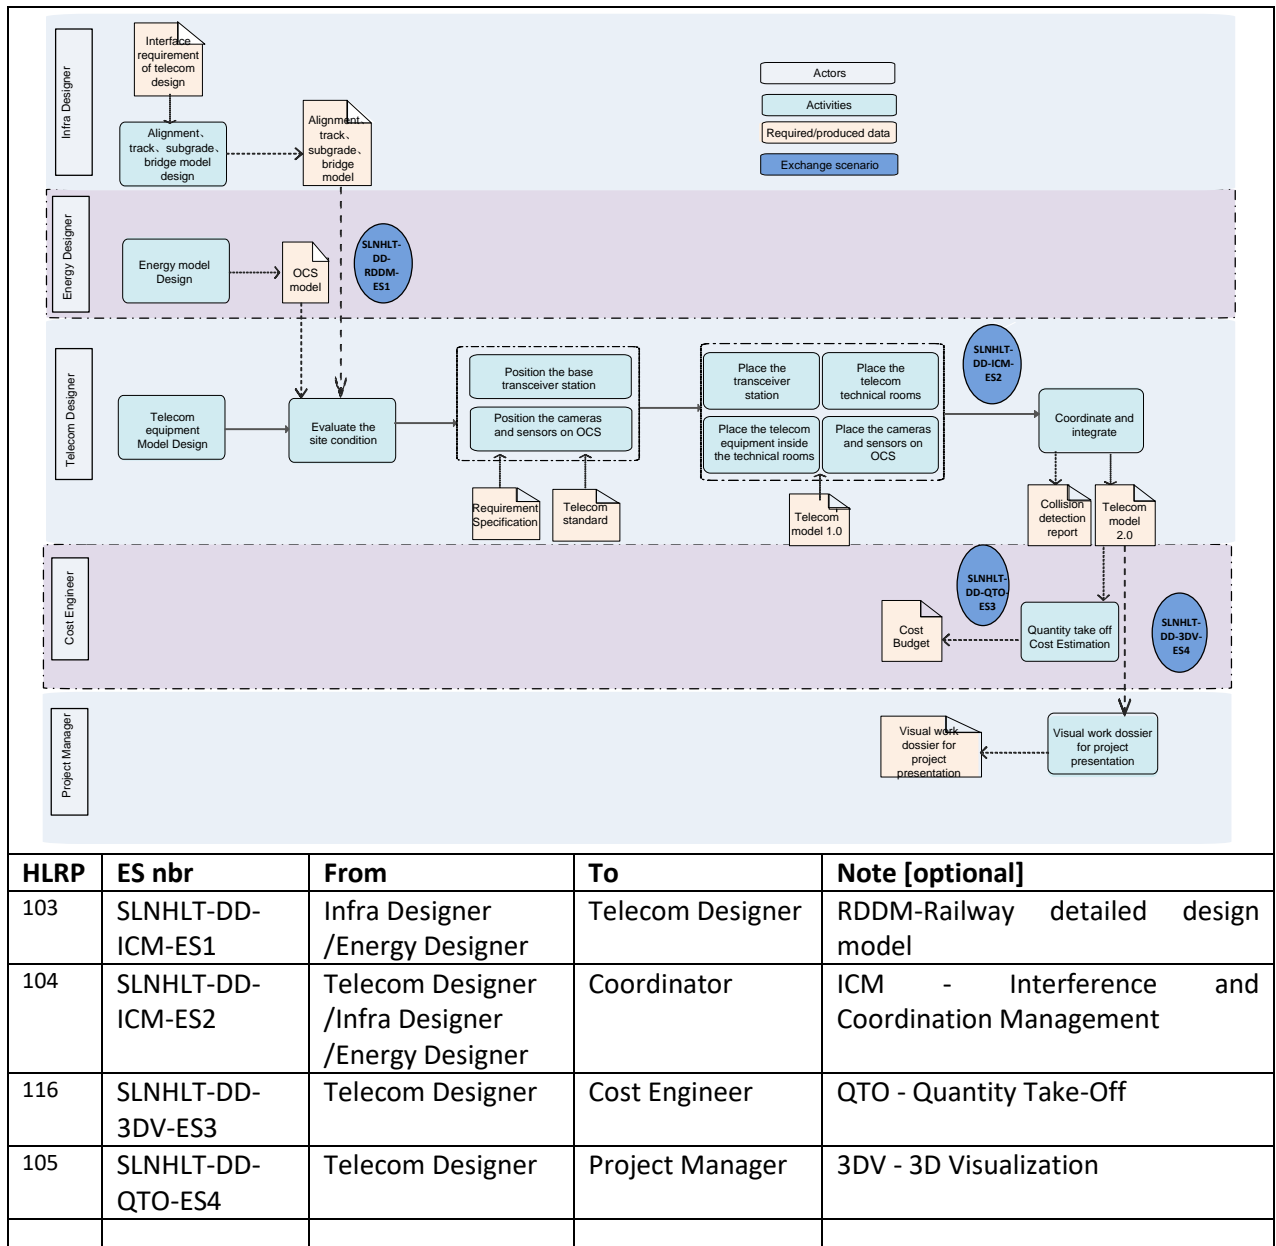 Infra Designer
Interface
requirement
of telecom
design
Alignment、
track、subgrade、
bridge model
design
Alignment、
track、
subgrade、
bridge
model
Actors
Activities
Required/produced data
Exchange scenario
Energy Designer
Energy model
Design
OCS
model
SLNHLT-
DD-
RDDM-
ES1
Telecom Designer
Telecom
equipment
Model Design
Evaluate the
site condition
Position the base
transceiver station
Position the cameras
and sensors on OCS
Requirement
Specification
Telecom
standard
Place the
transceiver
station
Place the
telecom
technical rooms
Place the telecom
equipment inside
the technical rooms
Place the cameras
and sensors on
OCS
Telecom
model 1.0
SLNHLT-
DD-ICM-
ES2
Coordinate and
integrate
Collision
detection
report
Telecom
model
2.0
Cost Engineer
SLNHLT-
DD-QTO-
ES3
Cost
Budget
Quantity take off
Cost Estimation
SLNHLT-
DD-3DV-
ES4
Project Manager
Visual work
dossier for
project
presentation
Visual work dossier
for project
presentation
HLRP ES nbr From To Note [optional]
103 SLNHLT-DD- Infra Designer Telecom Designer RDDM-Railway detailed design
ICM-ES1 /Energy Designer model
104 SLNHLT-DD- Telecom Designer Coordinator ICM - Interference and
ICM-ES2 /Infra Designer Coordination Management
/Energy Designer
116 SLNHLT-DD- Telecom Designer Cost Engineer QTO - Quantity Take-Off
3DV-ES3
105 SLNHLT-DD- Telecom Designer Project Manager 3DV - 3D Visualization
QTO-ES4